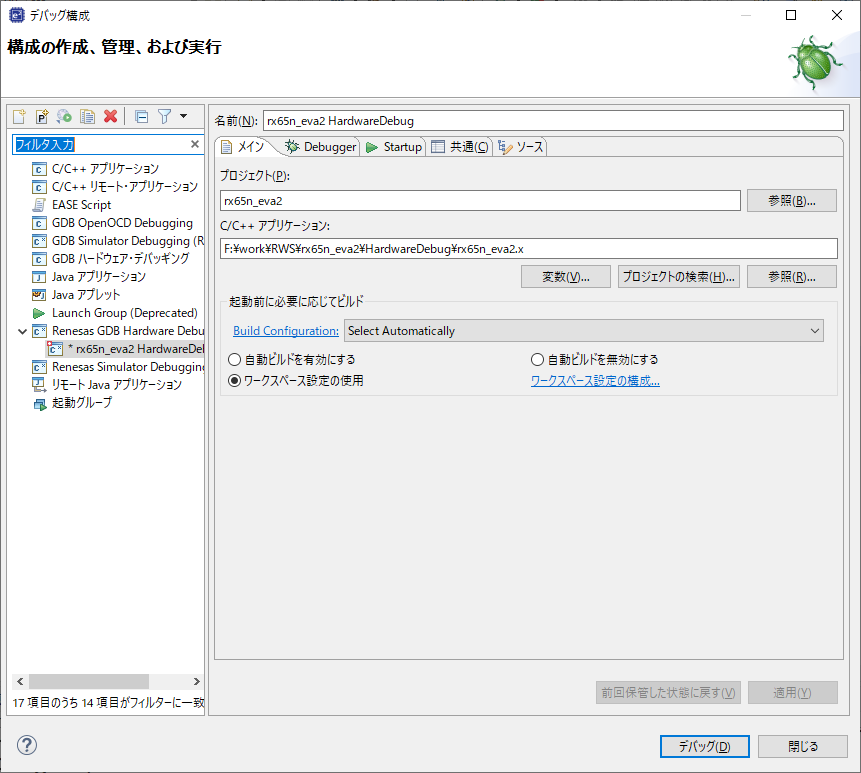 デバッグ構成
構成の作成、管理、および実行
フィルタ入力
C/C++ アプリケーション
C/C++ リモート・アプリケーション
EASE Script
GDB OpenOCD Debugging
GDB Simulator Debugging (R
GDB ハードウェア・デバッギング
Java アプリケーション
Java アプレット
Launch Group (Deprecated)
Renesas GDB Hardware Debu
* rx65n_eva2 HardwareDel
Renesas Simulator Debugging
リモート Java アプリケーション
起動グループ
17 項目のうち 14 項目がフィルターに一致
名前(N): rx65n_eva2 HardwareDebug
メイン Debugger Startup 共通(C) ソース
プロジェクト(P):
rx65n_eva2 参照(B)...
C/C++ アプリケーション:
F:¥work¥RWS¥rx65n_eva2¥HardwareDebug¥rx65n_eva2.x
変数(V)... プロジェクトの検索(H)... 参照(R)...
起動前に必要に応じてビルド
Build Configuration: Select Automatically
自動ビルドを有効にする 自動ビルドを無効にする
ワークスペース設定の使用 ワークスペース設定の構成...
前回保管した状態に戻す(V) 適用(Y)
デバッグ(D) 閉じる